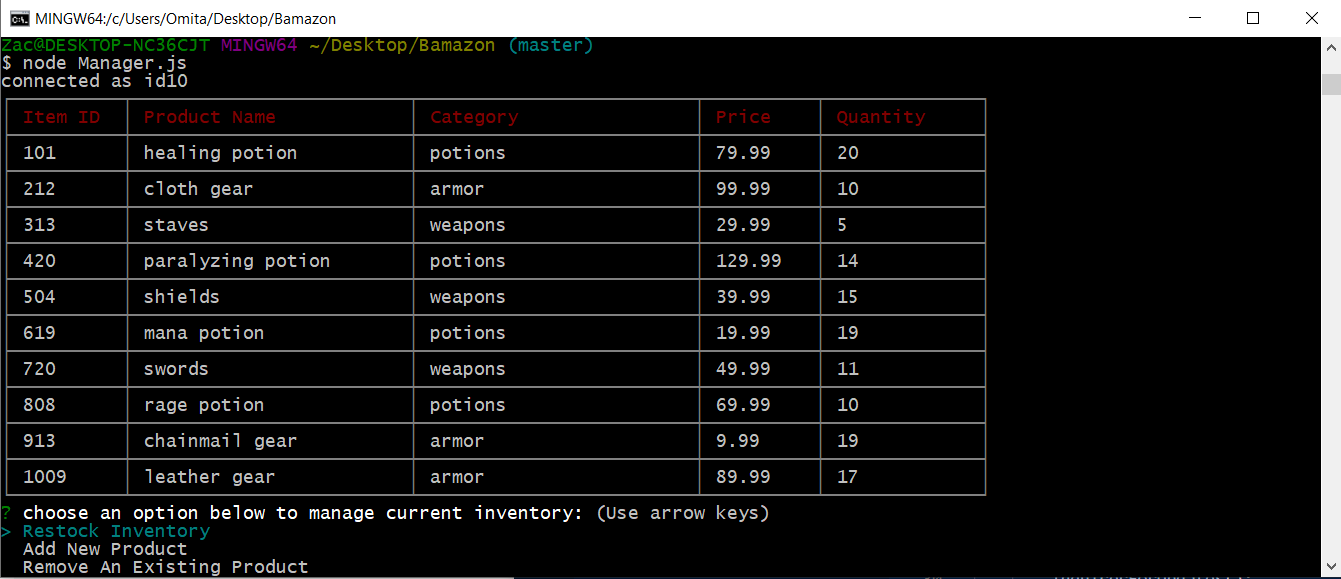 MINGW64:/c/Users/Omita/Desktop/Bamazon
Zac@DESKTOP-NC36CJT MINGW64 ~/Desktop/Bamazon (master)
$ node Manager.js
connected as id10
Item ID Product Name Category Price Quantity
101 healing potion potions 79.99 20
212 cloth gear armor 99.99 10
313 staves weapons 29.99 5
420 paralyzing potion potions 129.99 14
504 shields weapons 39.99 15
619 mana potion potions 19.99 19
720 swords weapons 49.99 11
808 rage potion potions 69.99 10
913 chainmail gear armor 9.99 19
1009 leather gear armor 89.99 17
? choose an option below to manage current inventory: (Use arrow keys)
> Restock Inventory
Add New Product
Remove An Existing Product